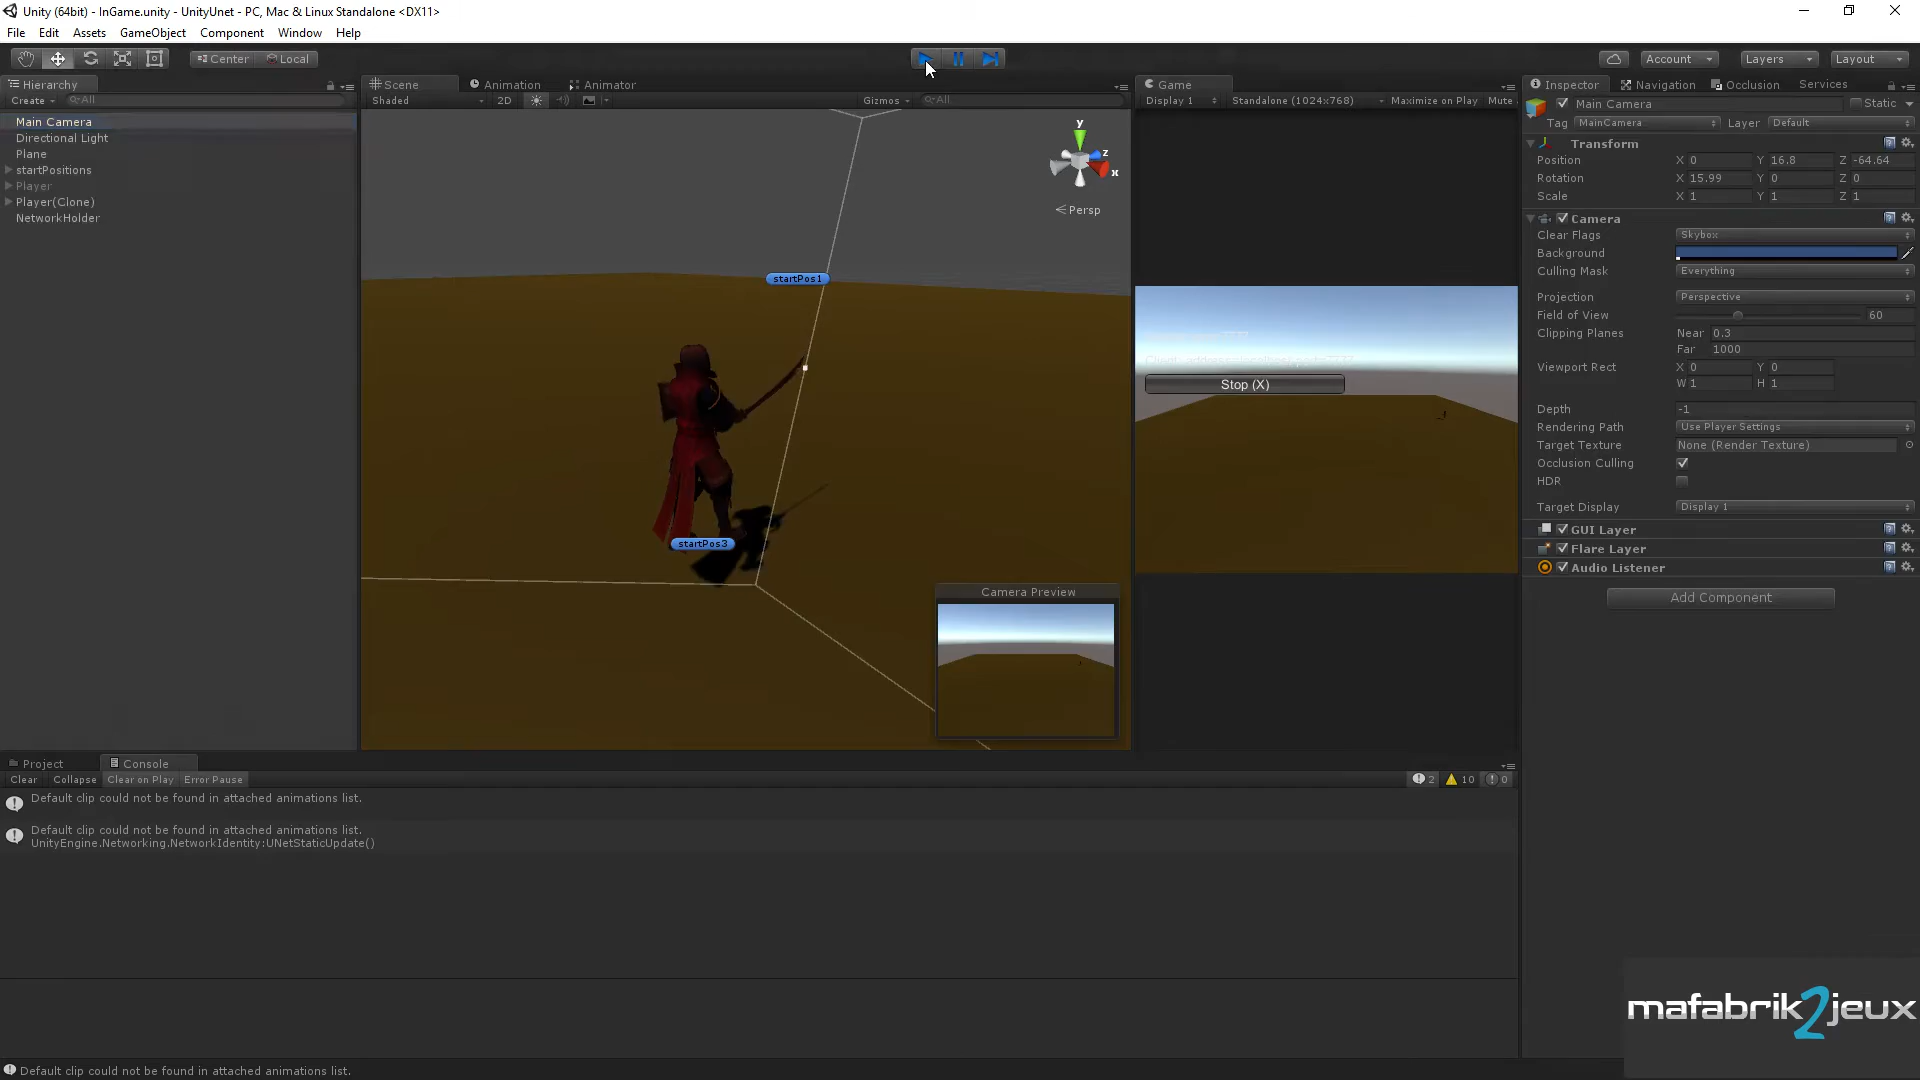 Unity (64bit) - InGame.unity - UnityUnet - PC, Mac & Linux Standalone <DX11>
File Edit Assets GameObject Component Window Help
Center Local Account Layers Layout
Hierarchy
Create All
Main Camera
Directional Light
Plane
startPositions
Player
Player(Clone)
NetworkHolder
Scene Animation Animator
Shaded 2D Gizmos All
y
z
x
Persp
startPos1
startPos3
Camera Preview
Game
Display 1 Standalone (1024x768) Maximize on Play Mute
Stop (X)
Inspector Navigation Occlusion Services
Main Camera Static
Tag MainCamera Layer Default
Transform
Position X 0 Y 16.8 Z -64.64
Rotation X 15.99 Y 0 Z 0
Scale X 1 Y 1 Z 1
Camera
Clear Flags Skybox
Background
Culling Mask Everything
Projection Perspective
Field of View 60
Clipping Planes Near 0.3
Far 1000
Viewport Rect X 0 Y 0
W 1 H 1
Depth -1
Rendering Path Use Player Settings
Target Texture None (Render Texture)
Occlusion Culling
HDR
Target Display Display 1
GUI Layer
Flare Layer
Audio Listener
Add Component
Project Console
Clear Collapse Clear on Play Error Pause 2 10 0
Default clip could not be found in attached animations list.
Default clip could not be found in attached animations list.
UnityEngine.Networking.NetworkIdentity:UNetStaticUpdate()
mafabrik2jeux
Default clip could not be found in attached animations list.